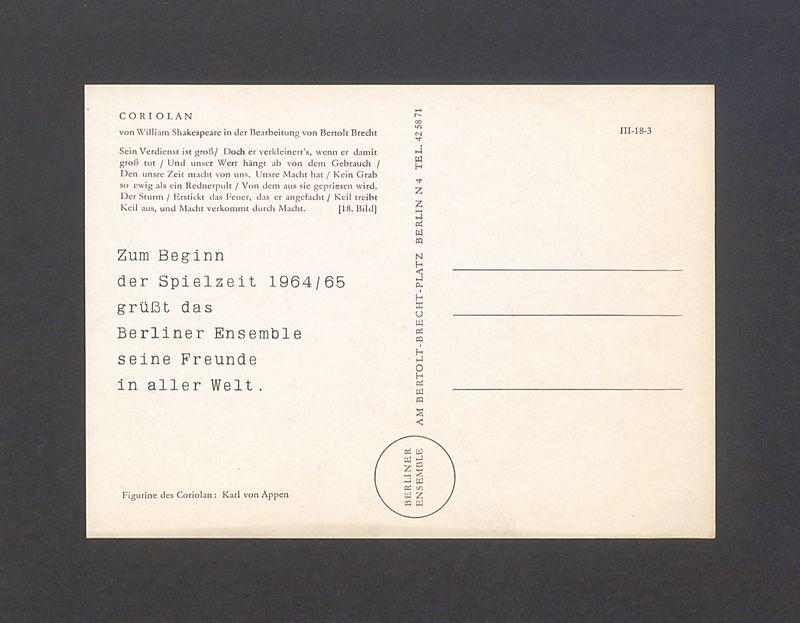 CORIOLAN
von William Shakespeare in der Bearbeitung von Bertolt Brecht
Sein Verdienst ist groß/ Doch er verkleinert's, wenn er damit
groß tut / Und unser Wert hängt ab von dem Gebrauch /
Den unsre Zeit macht von uns. Unsre Macht hat / Kein Grab
so ewig als ein Rednerpult / Von dem aus sie gepriesen wird.
Der Sturm / Erstickt das Feuer, das er angefacht / Keil treibt
Keil aus, und Macht verkommt durch Macht. [18. Bild]
Zum Beginn
der Spielzeit 1964/65
grüßt das
Berliner Ensemble
seine Freunde
in aller Welt.
Figurine des Coriolan: Karl von Appen
AM BERTOLT-BRECHT-PLATZ BERLIN N 4 TEL. 42 58 71
BERLINER
ENSEMBLE
III-18-3